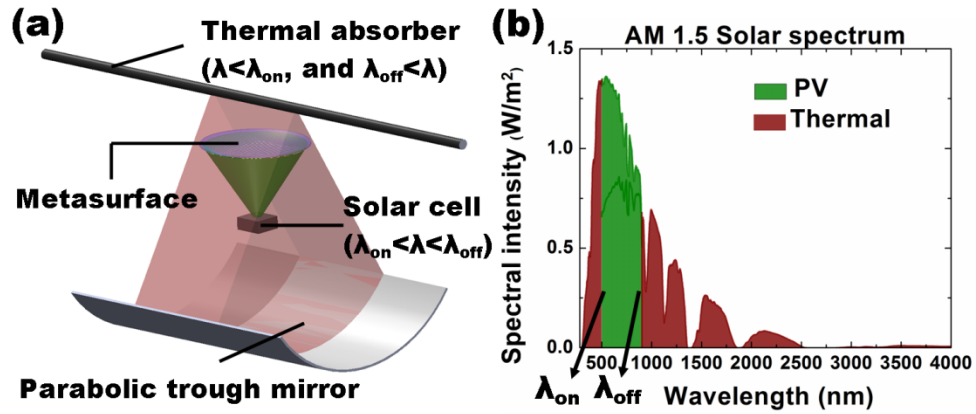 (a)
Thermal absorber
(λ<λon, and λoff<λ)
Metasurface
Solar cell
(λon<λ<λoff)
Parabolic trough mirror
(b)
AM 1.5 Solar spectrum
PV
Thermal
Spectral intensity (W/m²)
1.5
1.0
0.5
0.0
500 1000 1500 2000 2500 3000 3500 4000
λon λoff
Wavelength (nm)